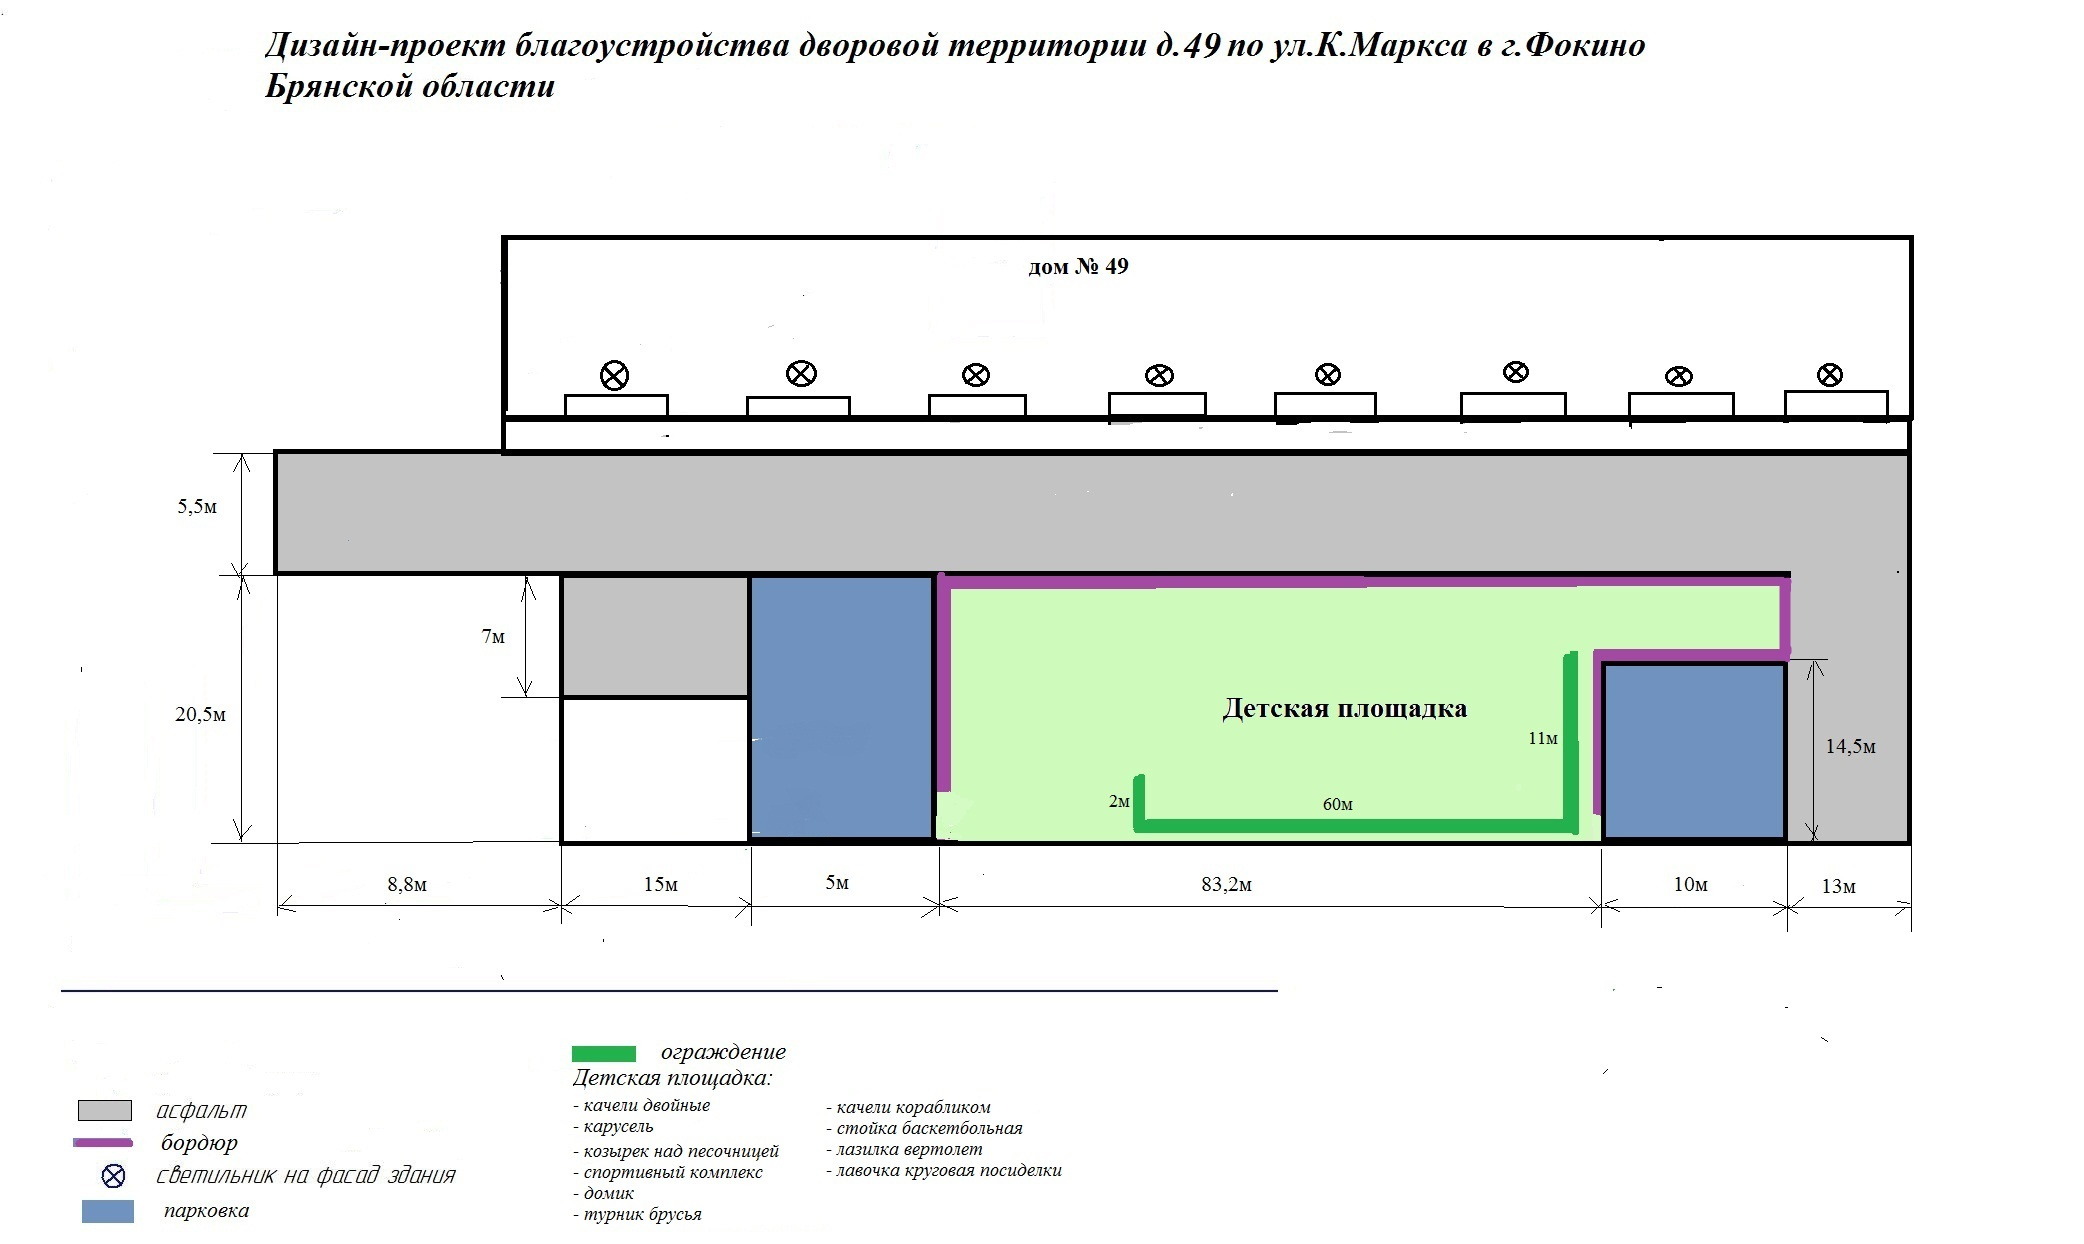 Дизайн-проект благоустройства дворовой территории д.49 по ул.К.Маркса в г.Фокино
Брянской области
дом № 49
5,5м
7м
20,5м
Детская площадка
11м
14,5м
2м
60м
8,8м
15м
5м
83,2м
10м
13м
ограждение
Детская площадка:
- качели двойные
- карусель
- козырек над песочницей
- спортивный комплекс
- домик
- турник брусья
- качели корабликом
- стойка баскетбольная
- лазилка вертолет
- лавочка круговая посиделки
асфальт
бордюр
светильник на фасад здания
парковка